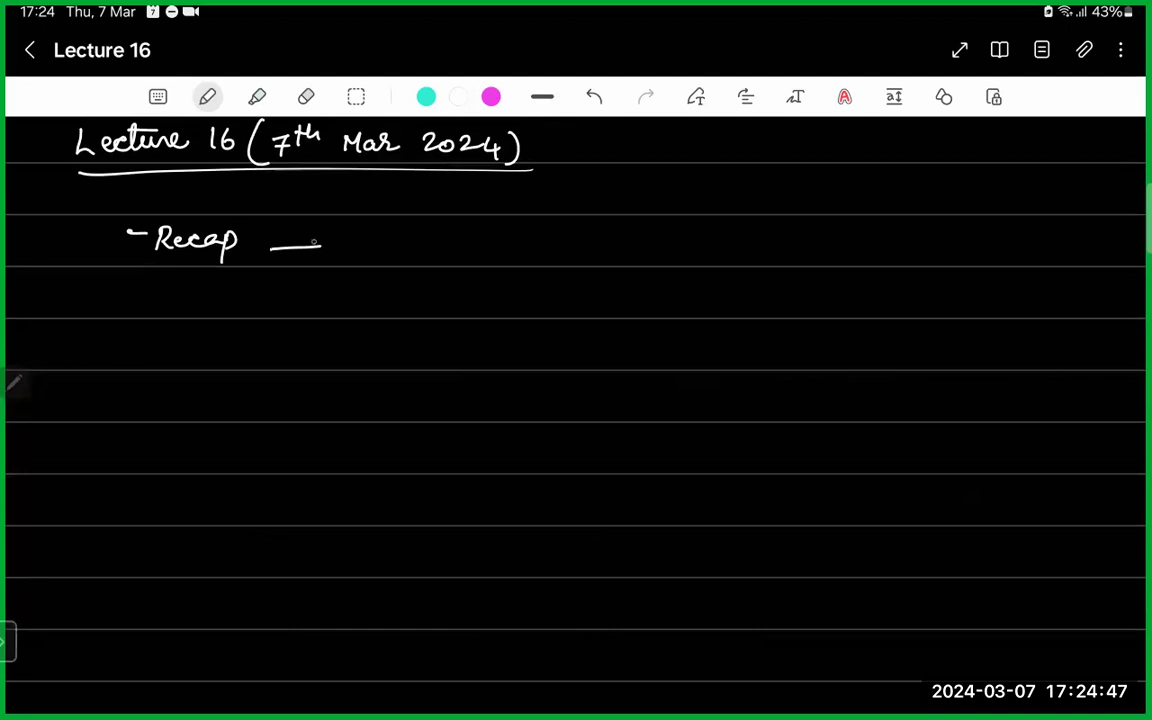 17:24 Thu, 7 Mar 7 43%
Lecture 16
Lecture 16 (7th Mar 2024)
- Recap —
2024-03-07 17:24:47